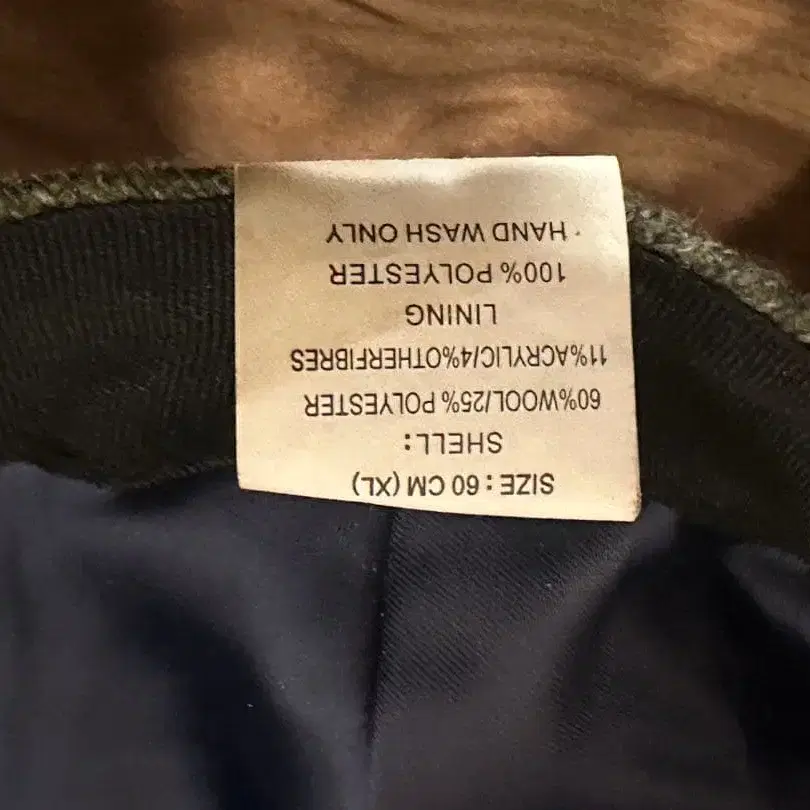 SIZE : 60 CM (XL)
SHELL:
60%WOOL/25% POLYESTER
11%ACRYLIC/4%OTHERFIBRES
LINING
100% POLYESTER
HAND WASH ONLY